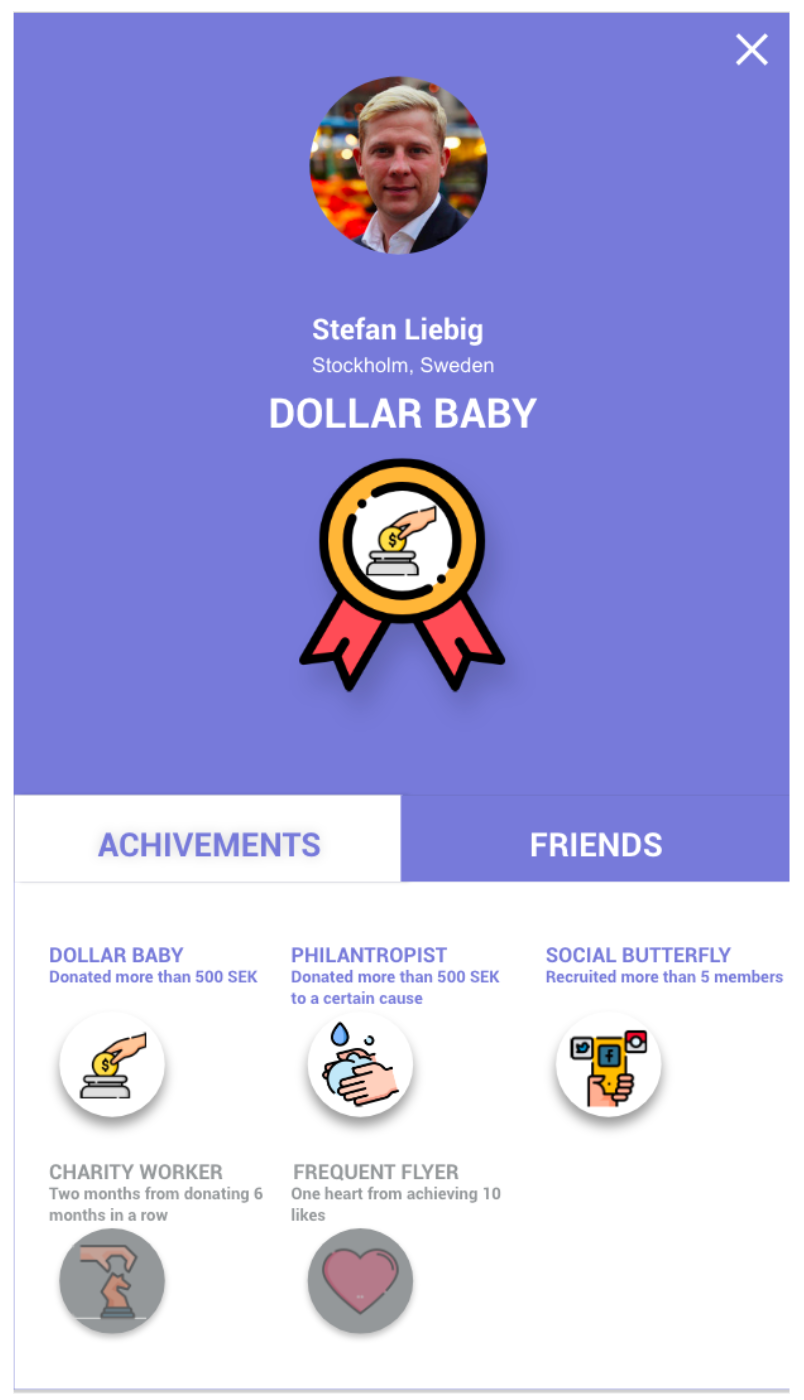 Stefan Liebig
Stockholm, Sweden
DOLLAR BABY
$
ACHIVEMENTS
FRIENDS
DOLLAR BABY
Donated more than 500 SEK
$
PHILANTROPIST
Donated more than 500 SEK
to a certain cause
SOCIAL BUTTERFLY
Recruited more than 5 members
f
CHARITY WORKER
Two months from donating 6
months in a row
FREQUENT FLYER
One heart from achieving 10
likes